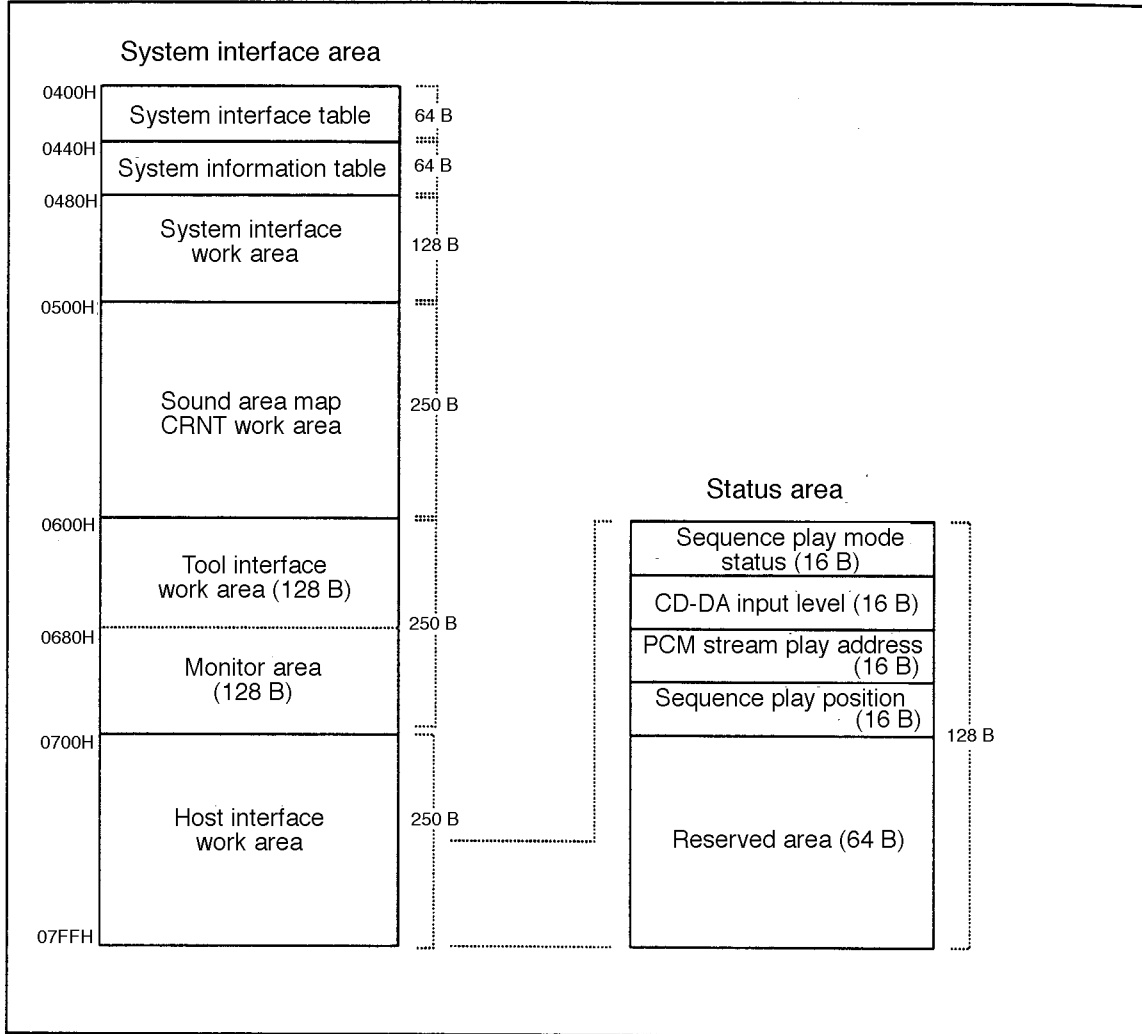 System interface area
0400H
System interface table
64 B
0440H
System information table
64 B
0480H
System interface
work area
128 B
0500H
Sound area map
CRNT work area
250 B
0600H
Tool interface
work area (128 B)
250 B
0680H
Monitor area
(128 B)
0700H
Host interface
work area
250 B
07FFH
Status area
Sequence play mode
status (16 B)
CD-DA input level (16 B)
PCM stream play address
(16 B)
Sequence play position
(16 B)
128 B
Reserved area (64 B)